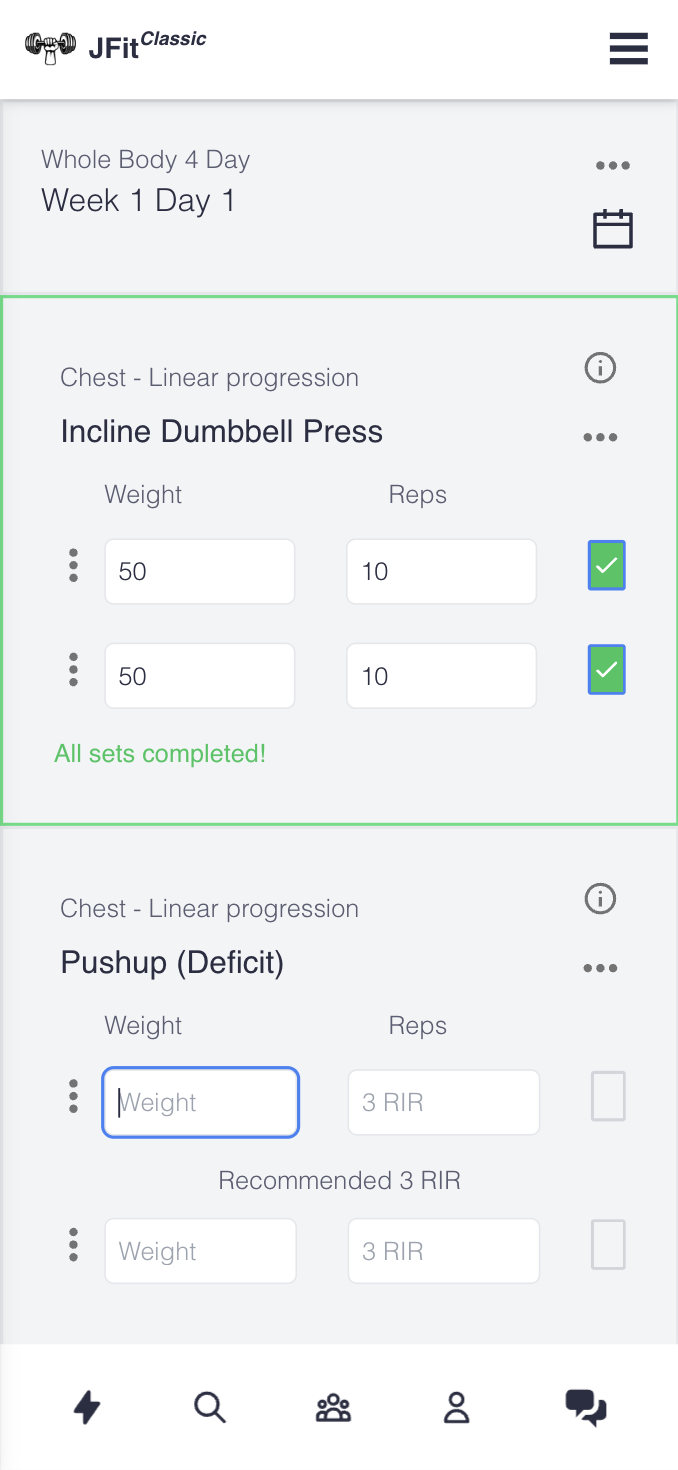 JFit Classic
Whole Body 4 Day
Week 1 Day 1
Chest - Linear progression
Incline Dumbbell Press
Weight Reps
50 10
50 10
All sets completed!
Chest - Linear progression
Pushup (Deficit)
Weight Reps
Weight 3 RIR
Recommended 3 RIR
Weight 3 RIR